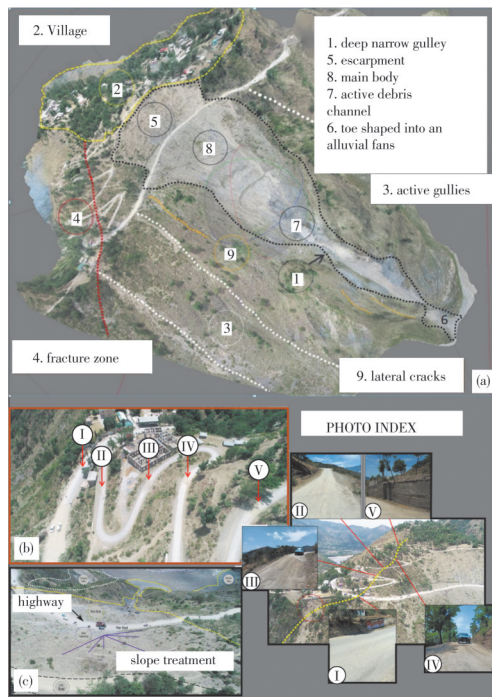 2. Village
1. deep narrow gulley
5. escarpment
8. main body
7. active debris
channel
6. toe shaped into an
alluvial fans
2
5
8
3. active gullies
4
7
9
1
3
6
4. fracture zone
9. lateral cracks
(a)
I
II
III
IV
V
(b)
PHOTO INDEX
II
V
III
I
IV
highway
slope treatment
(c)